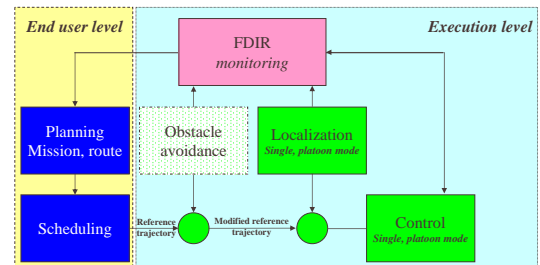 End user level
Execution level
FDIR
monitoring
Planning
Mission, route
Obstacle
avoidance
Localization
Single, platoon mode
Scheduling
Reference
trajectory
Modified reference
trajectory
Control
Single, platoon mode